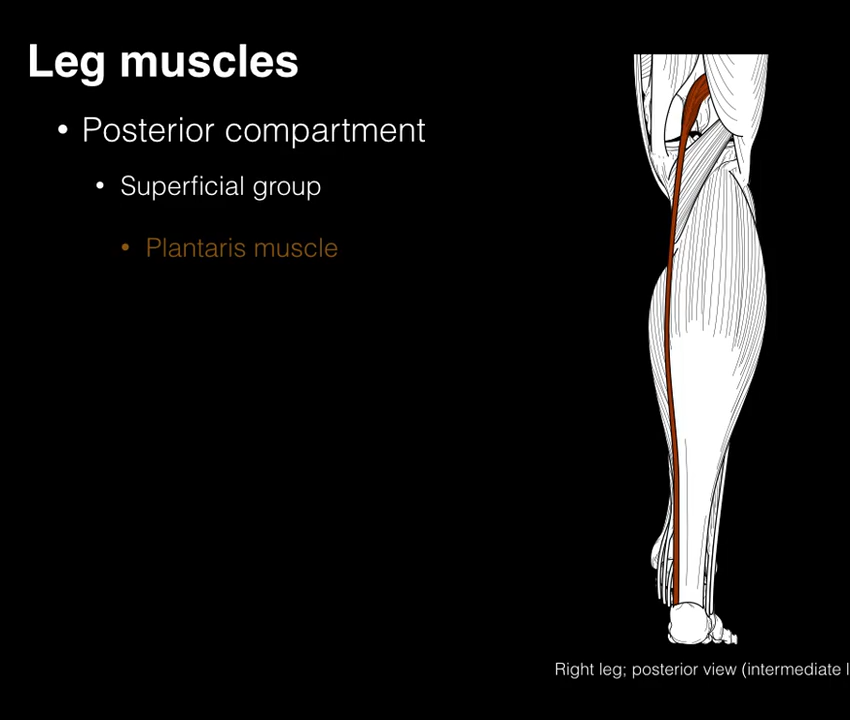 Leg muscles
• Posterior compartment
• Superficial group
• Plantaris muscle
Right leg; posterior view (intermediate l